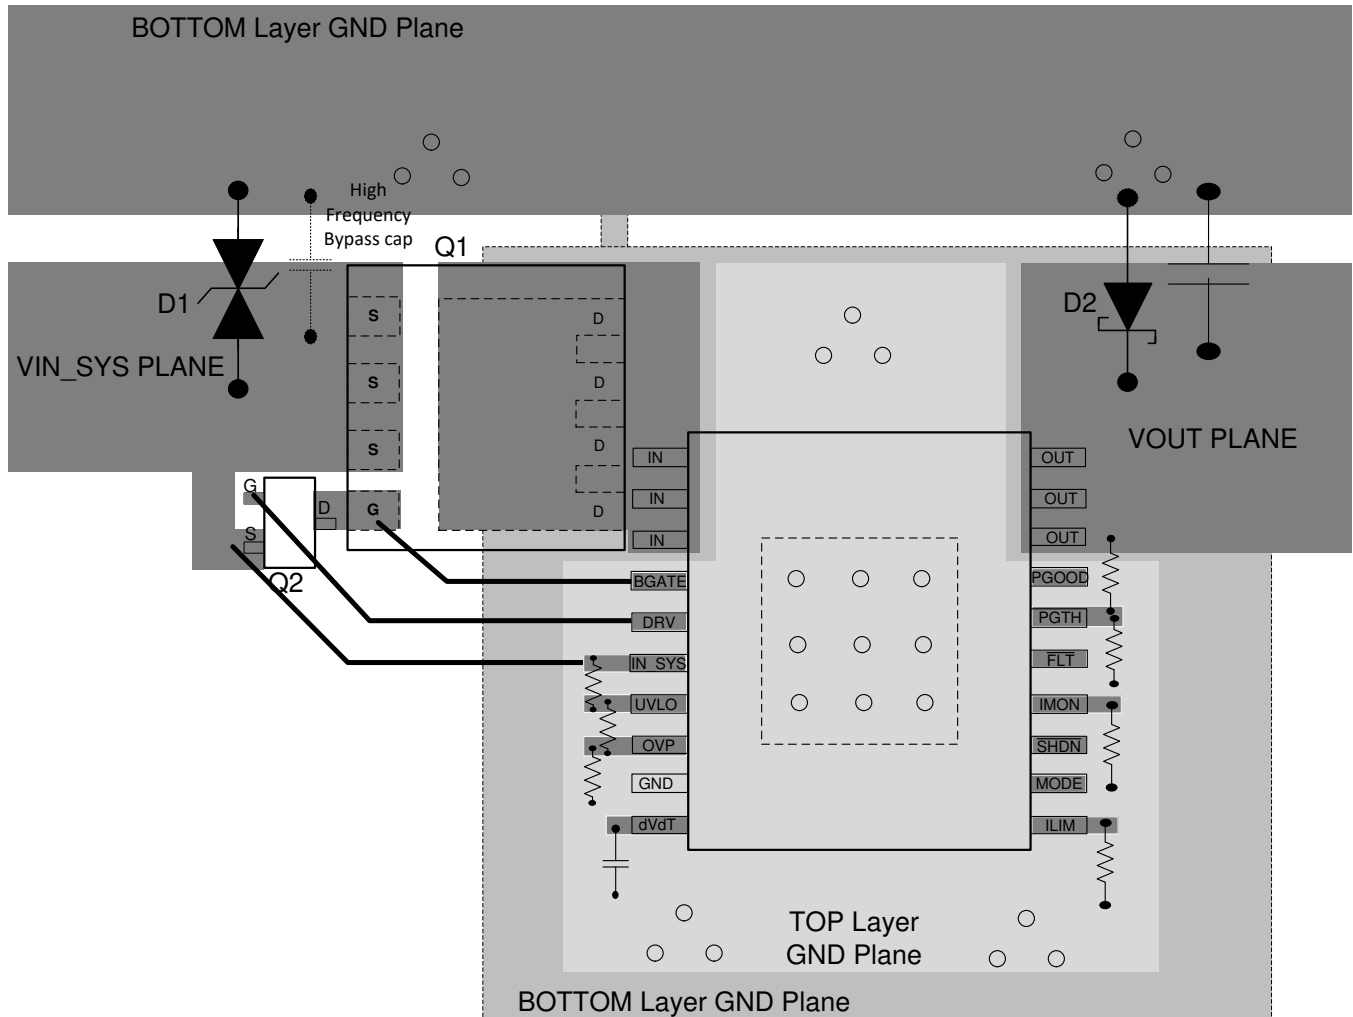 BOTTOM Layer GND Plane
High
Frequency
Bypass cap
Q1
D1
D2
VIN_SYS PLANE
VOUT PLANE
S
S
S
G
D
D
D
D
G
S
D
Q2
IN
IN
IN
BGATE
DRV
IN_SYS
UVLO
OVP
GND
dVdT
OUT
OUT
OUT
PGOOD
PGTH
FLT
IMON
SHDN
MODE
ILIM
TOP Layer
GND Plane
BOTTOM Layer GND Plane